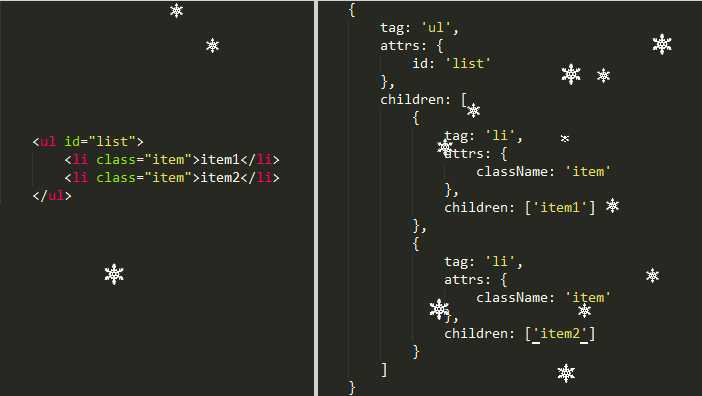 <ul id="list">
    <li class="item">item1</li>
    <li class="item">item2</li>
</ul>
{
    tag: 'ul',
    attrs: {
        id: 'list'
    },
    children: [
        {
            tag: 'li',
            attrs: {
                className: 'item'
            },
            children: ['item1']
        },
        {
            tag: 'li',
            attrs: {
                className: 'item'
            },
            children: ['item2']
        }
    ]
}